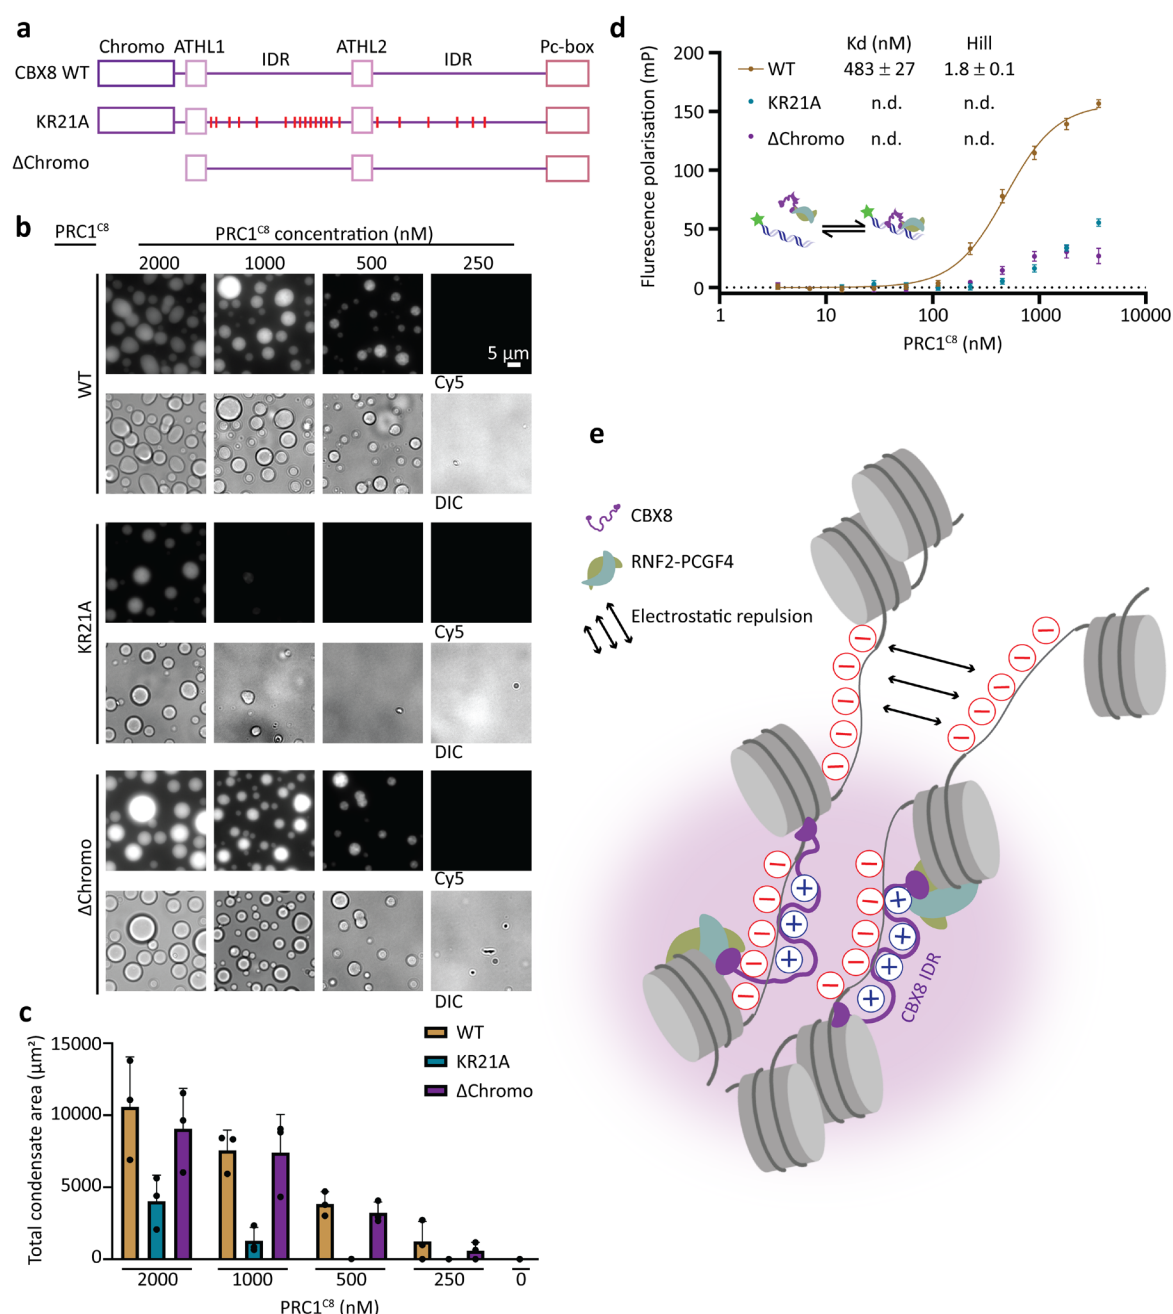 a
Chromo ATHL1 IDR ATHL2 IDR Pc-box
CBX8 WT
KR21A
ΔChromo
b
PRC1C8
PRC1C8 concentration (nM)
2000 1000 500 250
WT
5 µm
Cy5
DIC
KR21A
Cy5
DIC
ΔChromo
Cy5
DIC
c
WT
KR21A
ΔChromo
Total condensate area (µm²)
15000
10000
5000
0
2000 1000 500 250 0
PRC1C8 (nM)
d
Kd (nM) Hill
WT 483 ± 27 1.8 ± 0.1
KR21A n.d. n.d.
ΔChromo n.d. n.d.
Flurescence polarisation (mP)
200
150
100
50
0
1 10 100 1000 10000
PRC1C8 (nM)
e
CBX8
RNF2-PCGF4
Electrostatic repulsion
CBX8 IDR